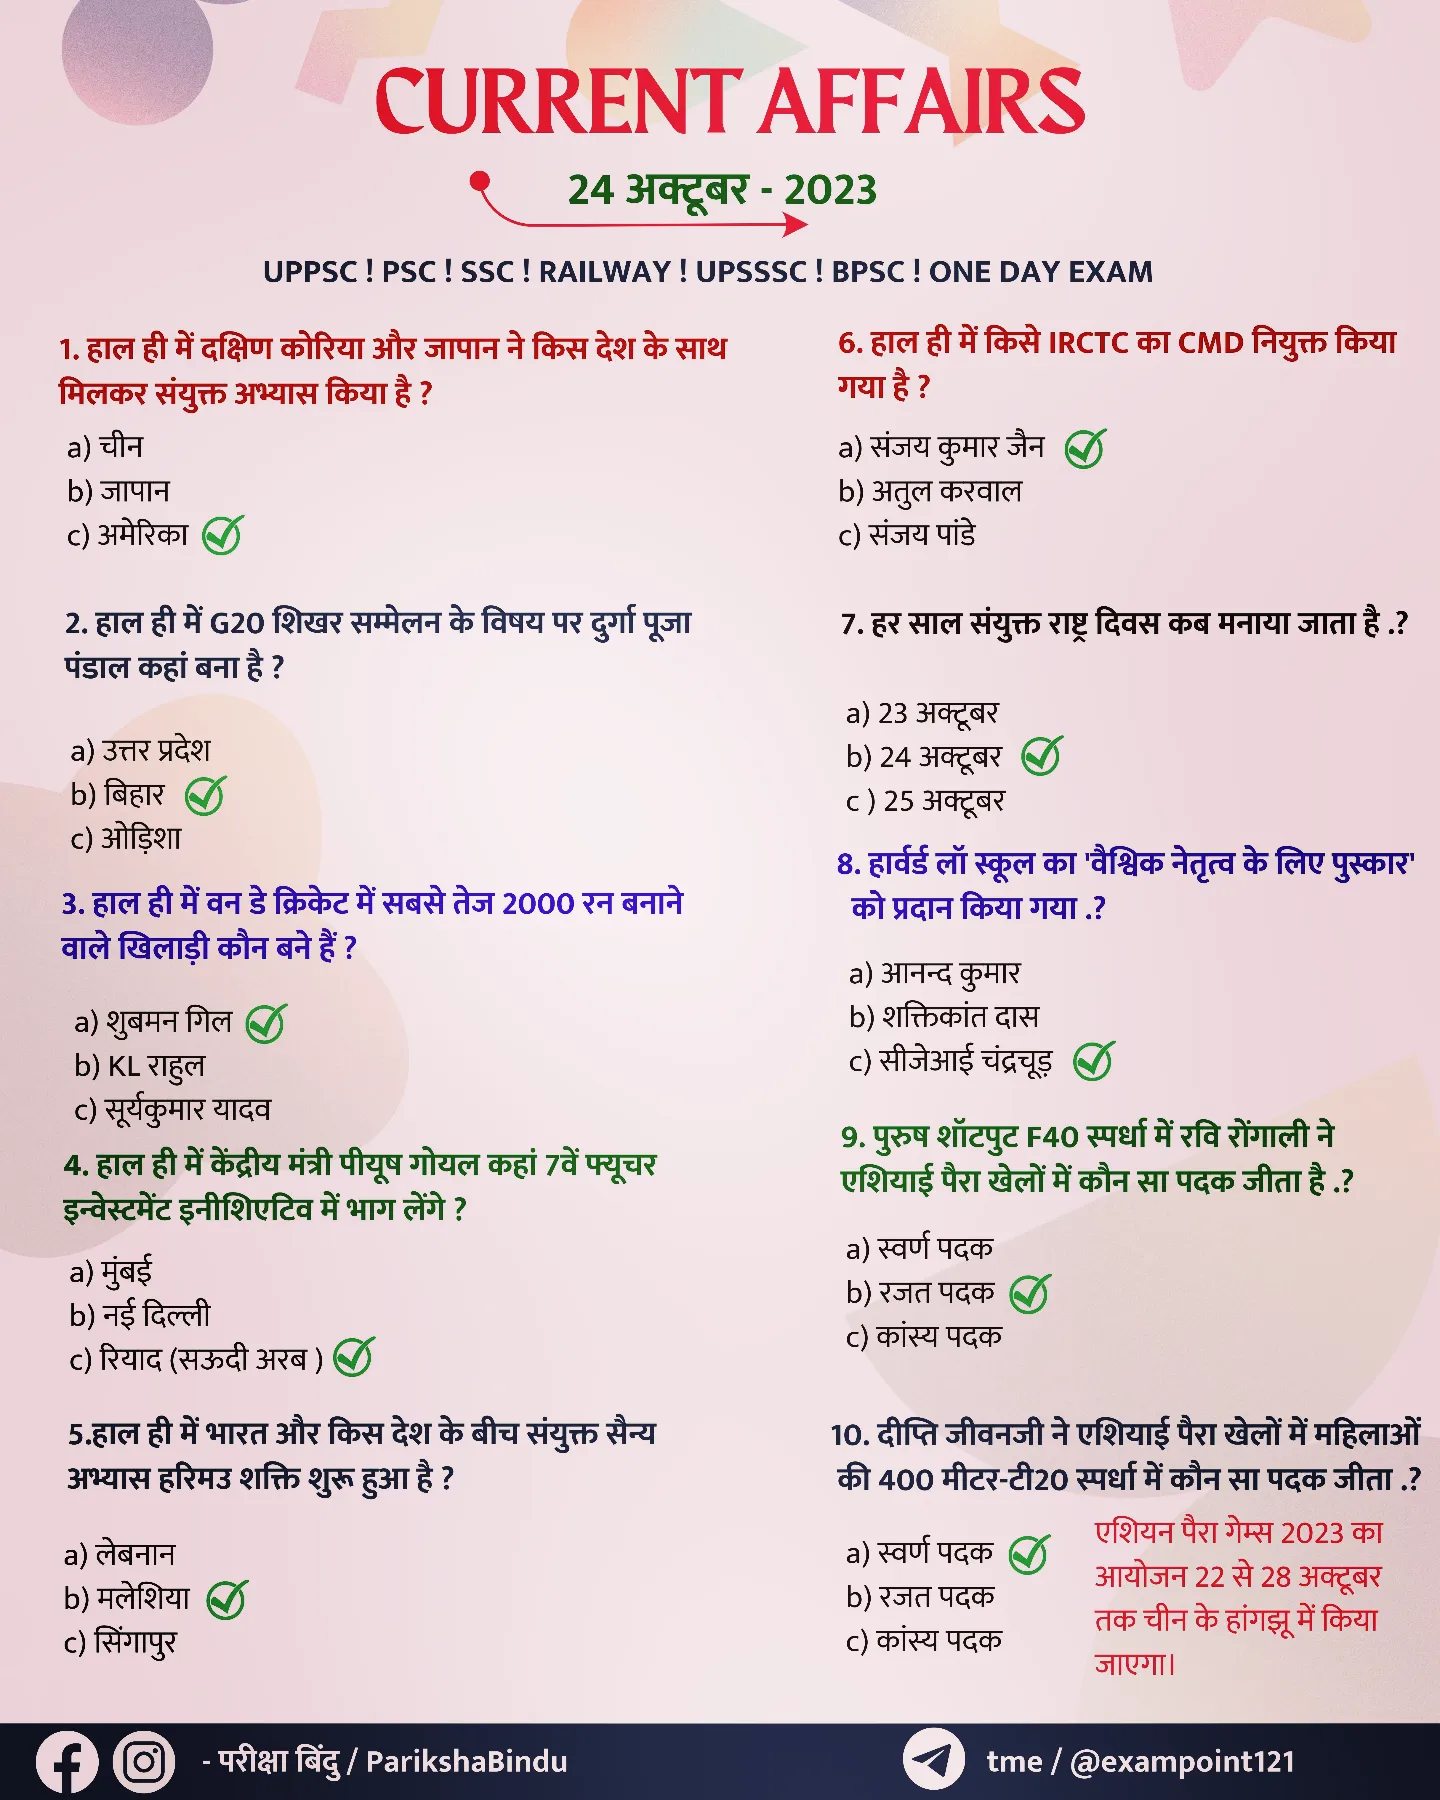 CURRENT AFFAIRS
24 अक्टूबर - 2023
UPPSC ! PSC ! SSC ! RAILWAY ! UPSSSC ! BPSC ! ONE DAY EXAM
1. हाल ही में दक्षिण कोरिया और जापान ने किस देश के साथ
मिलकर संयुक्त अभ्यास किया है ?
a) चीन
b) जापान
c) अमेरिका
2. हाल ही में G20 शिखर सम्मेलन के विषय पर दुर्गा पूजा
पंडाल कहां बना है ?
a) उत्तर प्रदेश
b) बिहार
c) ओड़िशा
3. हाल ही में वन डे क्रिकेट में सबसे तेज 2000 रन बनाने
वाले खिलाड़ी कौन बने हैं ?
a) शुबमन गिल
b) KL राहुल
c) सूर्यकुमार यादव
4. हाल ही में केंद्रीय मंत्री पीयूष गोयल कहां 7वें फ्यूचर
इन्वेस्टमेंट इनीशिएटिव में भाग लेंगे ?
a) मुंबई
b) नई दिल्ली
c) रियाद (सऊदी अरब )
5.हाल ही में भारत और किस देश के बीच संयुक्त सैन्य
अभ्यास हरिमउ शक्ति शुरू हुआ है ?
a) लेबनान
b) मलेशिया
c) सिंगापुर
6. हाल ही में किसे IRCTC का CMD नियुक्त किया
गया है ?
a) संजय कुमार जैन
b) अतुल करवाल
c) संजय पांडे
7. हर साल संयुक्त राष्ट्र दिवस कब मनाया जाता है .?
a) 23 अक्टूबर
b) 24 अक्टूबर
c ) 25 अक्टूबर
8. हार्वर्ड लॉ स्कूल का 'वैश्विक नेतृत्व के लिए पुस्कार'
को प्रदान किया गया .?
a) आनन्द कुमार
b) शक्तिकांत दास
c) सीजेआई चंद्रचूड़
9. पुरुष शॉटपुट F40 स्पर्धा में रवि रोंगाली ने
एशियाई पैरा खेलों में कौन सा पदक जीता है .?
a) स्वर्ण पदक
b) रजत पदक
c) कांस्य पदक
10. दीप्ति जीवनजी ने एशियाई पैरा खेलों में महिलाओं
की 400 मीटर-टी20 स्पर्धा में कौन सा पदक जीता .?
a) स्वर्ण पदक
b) रजत पदक
c) कांस्य पदक
एशियन पैरा गेम्स 2023 का
आयोजन 22 से 28 अक्टूबर
तक चीन के हांगझू में किया
जाएगा।
- परीक्षा बिंदु / ParikshaBindu
tme / @exampoint121